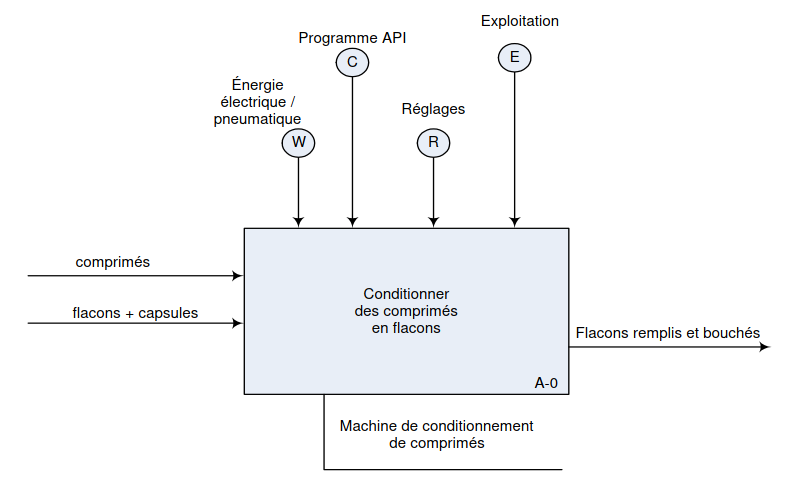 Exploitation
E
Programme API
C
Énergie
électrique /
pneumatique
W
Réglages
R
comprimés
flacons + capsules
Conditionner
des comprimés
en flacons
A-0
Flacons remplis et bouchés
Machine de conditionnement
de comprimés